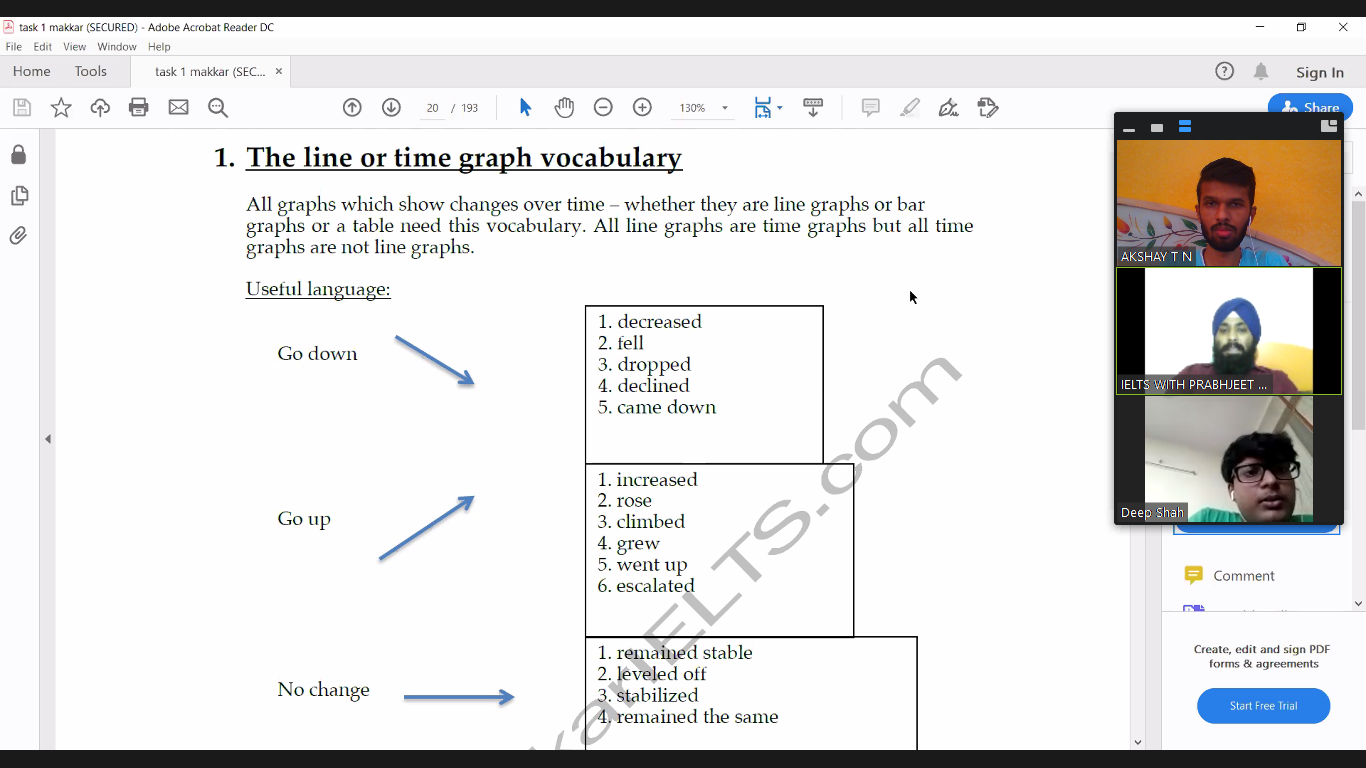 task 1 makkar (SECURED) - Adobe Acrobat Reader DC
File Edit View Window Help
Home Tools task 1 makkar (SEC... × Sign In
20 / 193 130% Share
1. The line or time graph vocabulary
All graphs which show changes over time – whether they are line graphs or bar
graphs or a table need this vocabulary. All line graphs are time graphs but all time
graphs are not line graphs.
Useful language:
Go down
1. decreased
2. fell
3. dropped
4. declined
5. came down
Go up
1. increased
2. rose
3. climbed
4. grew
5. went up
6. escalated
No change
1. remained stable
2. leveled off
3. stabilized
4. remained the same
karIELTS.com
AKSHAY T N
IELTS WITH PRABHJEET ...
Deep Shah
Comment
Create, edit and sign PDF
forms & agreements
Start Free Trial